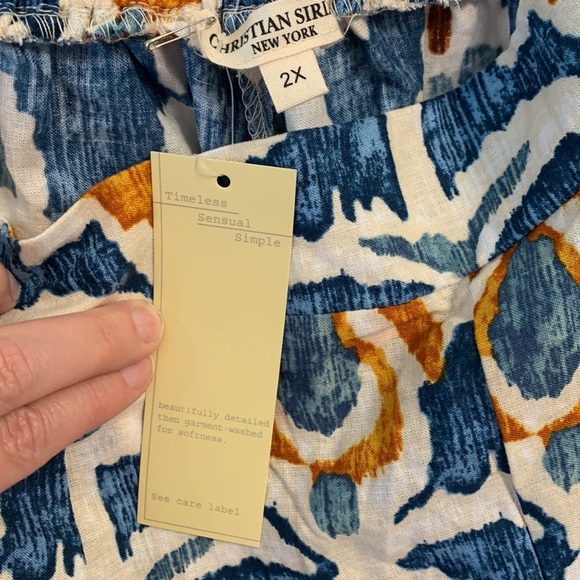 CHRISTIAN SIRI
NEW YORK
2X
Timeless
Sensual
Simple
beautifully detailed
then garment-washed
for softness.
See care label